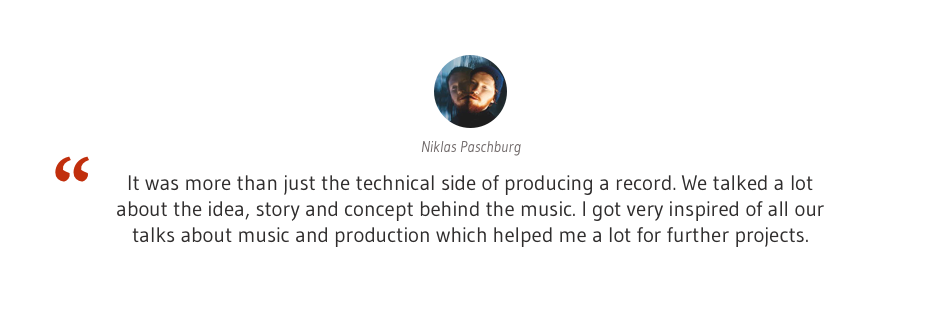 Niklas Paschburg
“
It was more than just the technical side of producing a record. We talked a lot
about the idea, story and concept behind the music. I got very inspired of all our
talks about music and production which helped me a lot for further projects.